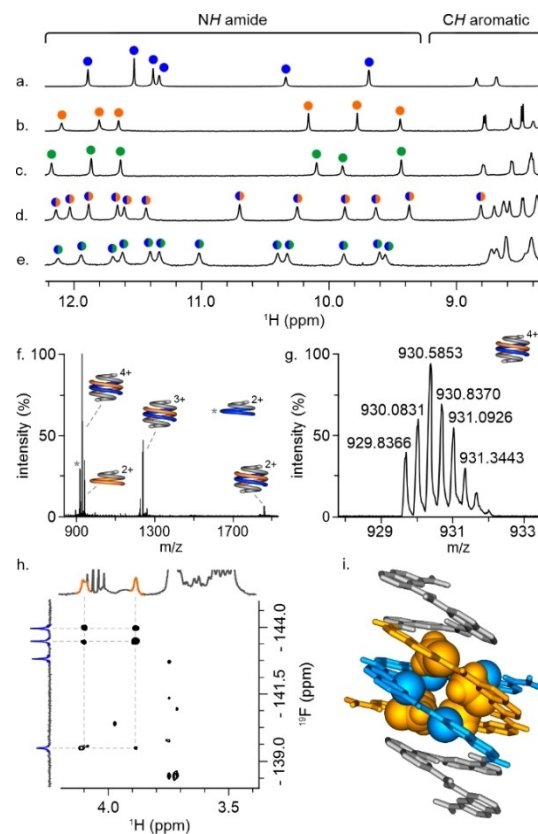 NH amide
CH aromatic
a.
b.
c.
d.
e.
12.0 11.0 10.0 9.0
¹H (ppm)
f.
100
50
0
intensity (%)
4+
3+
2+
*
2+
*
2+
2+
900 1300 1700
m/z
g.
100
50
0
intensity (%)
4+
930.5853
930.8370
930.0831
931.0926
929.8366
931.3443
929 931 933
m/z
h.
-144.0
-141.5
-139.0
¹⁹F (ppm)
4.0 3.5
¹H (ppm)
i.